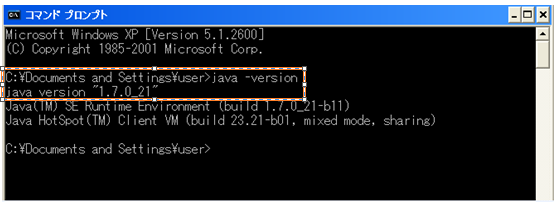 コマンド プロンプト
Microsoft Windows XP [Version 5.1.2600]
(C) Copyright 1985-2001 Microsoft Corp.
C:¥Documents and Settings¥user>java -version
java version "1.7.0_21"
Java(TM) SE Runtime Environment (build 1.7.0_21-b11)
Java HotSpot(TM) Client VM (build 23.21-b01, mixed mode, sharing)
C:¥Documents and Settings¥user>